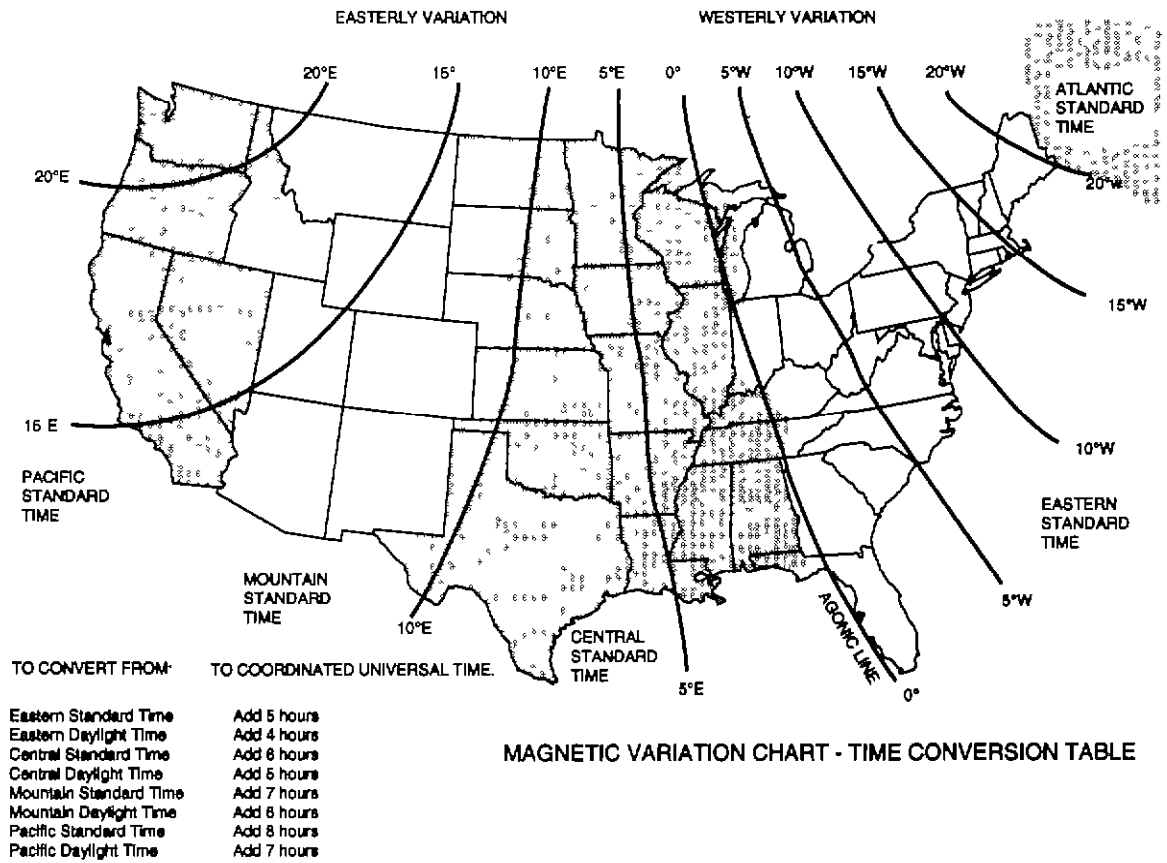 EASTERLY VARIATION
WESTERLY VARIATION
20°E 15° 10°E 5°E 0° 5°W 10°W 15°W 20°W
ATLANTIC
STANDARD
TIME
20°E
20°W
15°W
15 E
10°W
PACIFIC
STANDARD
TIME
EASTERN
STANDARD
TIME
MOUNTAIN
STANDARD
TIME
5°W
10°E
CENTRAL
STANDARD
TIME
AGONIC LINE
5°E
0°
TO CONVERT FROM: TO COORDINATED UNIVERSAL TIME.
Eastern Standard Time Add 5 hours
Eastern Daylight Time Add 4 hours
Central Standard Time Add 6 hours
Central Daylight Time Add 5 hours
Mountain Standard Time Add 7 hours
Mountain Daylight Time Add 6 hours
Pacific Standard Time Add 8 hours
Pacific Daylight Time Add 7 hours
MAGNETIC VARIATION CHART - TIME CONVERSION TABLE